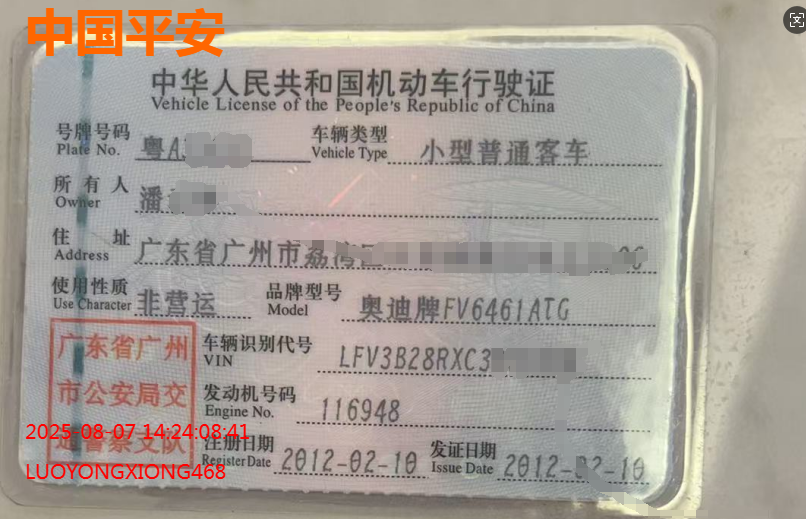 中国平安
中华人民共和国机动车行驶证
Vehicle License of the People's Republic of China
号牌号码 Plate No. 粤A 车辆类型 Vehicle Type 小型普通客车
所有人 Owner 潘
住址 Address 广东省广州市荔湾区
使用性质 Use Character 非营运 品牌型号 Model 奥迪牌FV6461ATG
广东省广州 车辆识别代号 VIN LFV3B28RXC3
市公安局交 发动机号码 Engine No. 116948
通警察支队 注册日期 Register Date 2012-02-10 发证日期 Issue Date 2012-02-10
2025-08-07 14:24:08:41
LUOYONGXIONG468